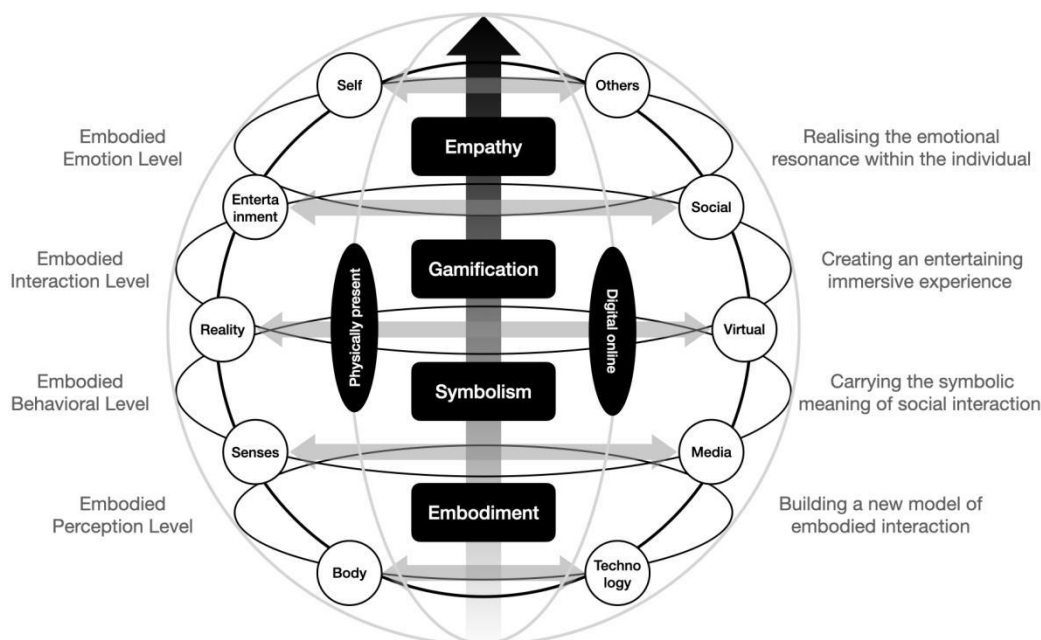 Self
Others
Embodied
Emotion Level
Empathy
Realising the emotional
resonance within the individual
Enterta
inment
Social
Embodied
Interaction Level
Gamification
Creating an entertaining
immersive experience
Physically present
Digital online
Reality
Virtual
Embodied
Behavioral Level
Symbolism
Carrying the symbolic
meaning of social interaction
Senses
Media
Embodied
Perception Level
Embodiment
Building a new model of
embodied interaction
Body
Techno
logy